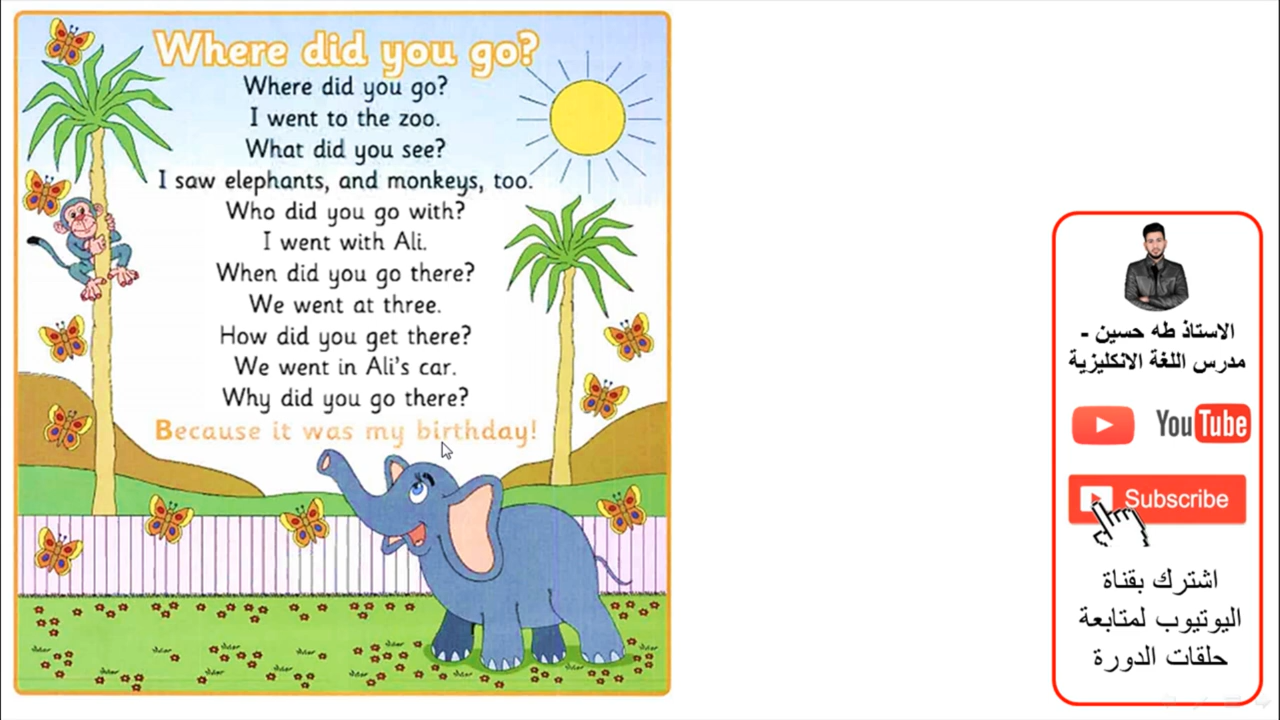 Where did you go?
Where did you go?
I went to the zoo.
What did you see?
I saw elephants, and monkeys, too.
Who did you go with?
I went with Ali.
When did you go there?
We went at three.
How did you get there?
We went in Ali's car.
Why did you go there?
Because it was my birthday!
الاستاذ طه حسين -
مدرس اللغة الانكليزية
YouTube
Subscribe
اشترك بقناة
اليوتيوب لمتابعة
حلقات الدورة